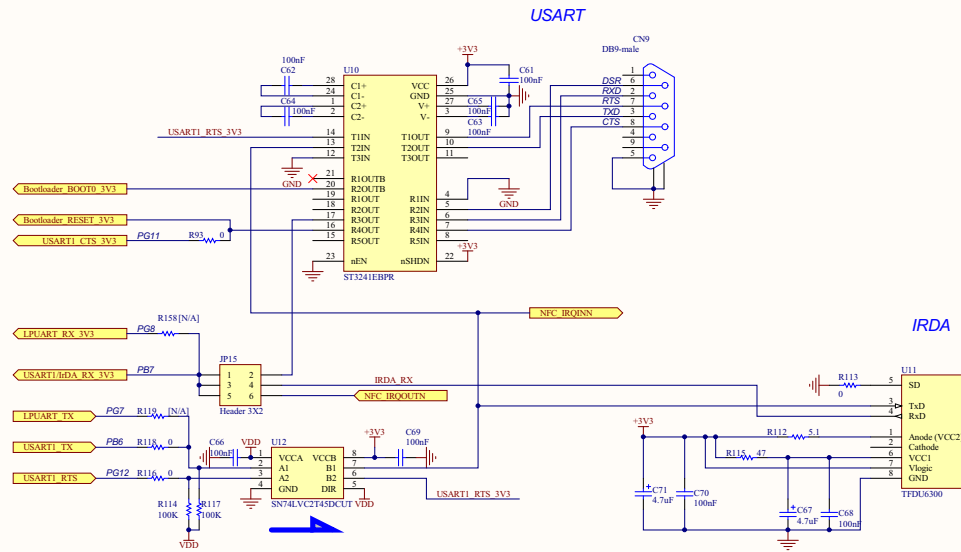 USART
CN9
DB9-male
+3V3
100nF
C62
U10
C61
100nF
28 C1+ VCC 26
24 C1- GND 25
1 C2+ V+ 27
2 C2- V- 3
C64
100nF
C65
100nF
C63
100nF
DSR
RXD
RTS
TXD
CTS
1
6
2
7
3
8
4
9
5
USART1_RTS_3V3
14 T1IN T1OUT 9
13 T2IN T2OUT 10
12 T3IN T3OUT 11
GND
21 R1OUTB
20 R2OUTB
19 R1OUT R1IN 4
18 R2OUT R2IN 5
17 R3OUT R3IN 6
16 R4OUT R4IN 7
15 R5OUT R5IN 8
GND
+3V3
23 nEN nSHDN 22
ST3241EBPR
Bootloader_BOOT0_3V3
Bootloader_RESET_3V3
USART1_CTS_3V3 PG11 R93 0
NFC_IRQINN
IRDA
R158 [N/A]
LPUART_RX_3V3 PG8
JP15
USART1/IrDA_RX_3V3 PB7
1 2
3 4
5 6
Header 3X2
IRDA_RX
NFC_IRQOUTN
LPUART_TX PG7 R119 [N/A]
USART1_TX PB6 R118 0
USART1_RTS PG12 R116 0
C66
100nF
VDD
U12
+3V3
C69
100nF
1 VCCA VCCB 8
2 A1 B1 7
3 A2 B2 6
4 GND DIR 5
SN74LVC2T45DCUT
VDD
USART1_RTS_3V3
R114
100K
R117
100K
VDD
U11
R113
0
5 SD
3 TxD
4 RxD
1 Anode (VCC2)
2 Cathode
6 VCC1
7 Vlogic
8 GND
TFDU6300
+3V3
R112 5.1
R115 47
C71
4.7uF
C70
100nF
C67
4.7uF
C68
100nF